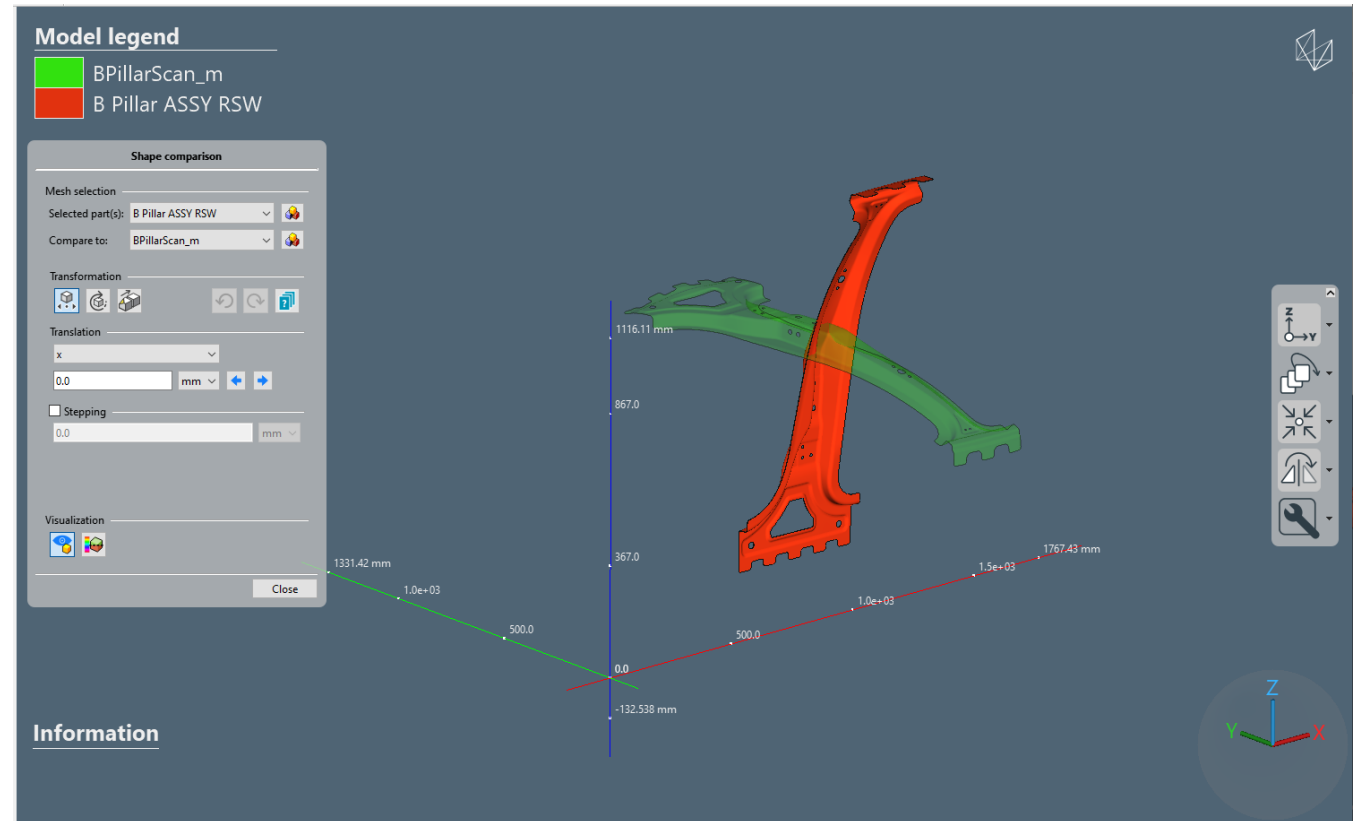 Model legend
BPillarScan_m
B Pillar ASSY RSW
Shape comparison
Mesh selection
Selected part(s): B Pillar ASSY RSW
Compare to: BPillarScan_m
Transformation
Translation
x
0.0 mm
Stepping
0.0 mm
Visualization
Close
1116.11 mm
867.0
367.0
0.0
-132.538 mm
1331.42 mm
1.0e+03
500.0
500.0
1.0e+03
1.5e+03
1767.43 mm
Z
Y
Information
Z
Y
X